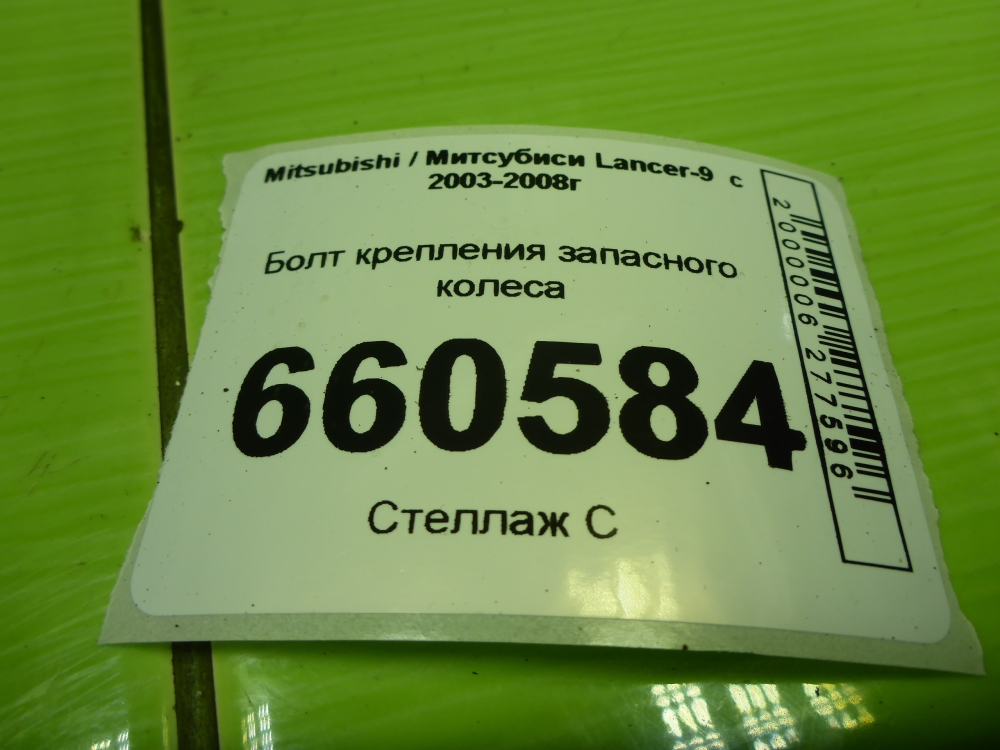 Mitsubishi / Митсубиси Lancer-9 с
2003-2008г
Болт крепления запасного
колеса
660584
Стеллаж С
2000006277596